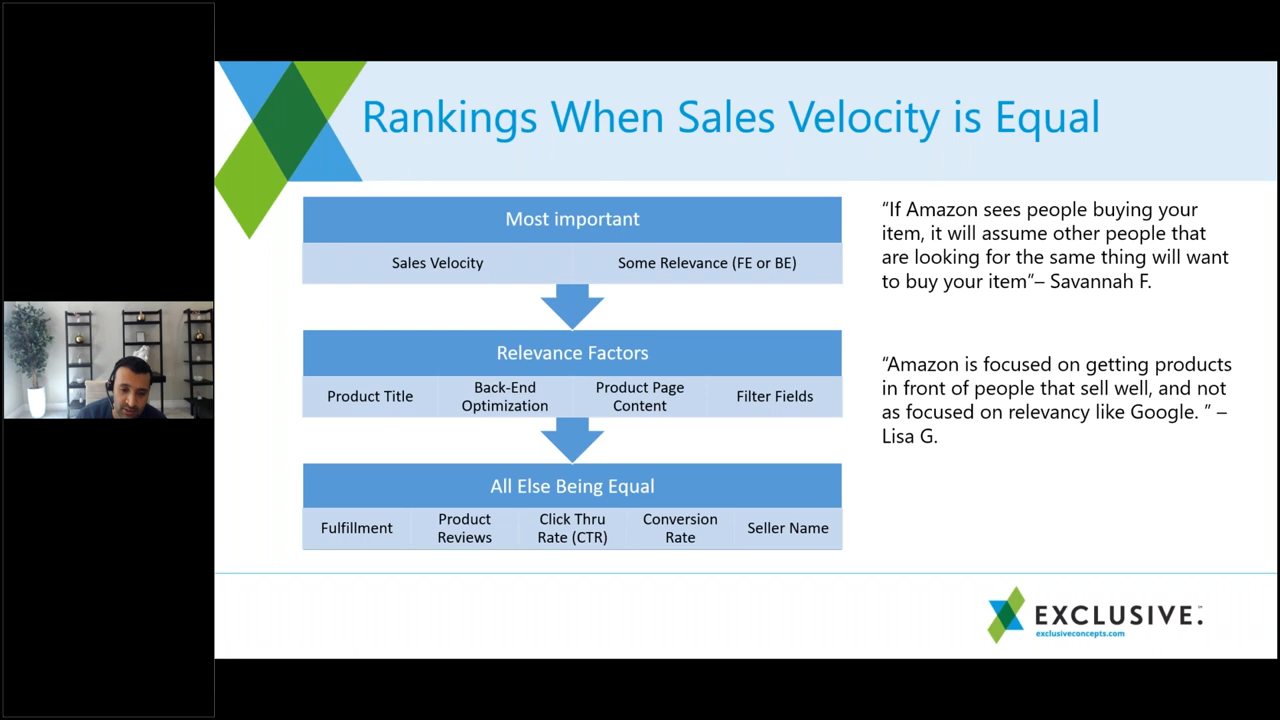 Rankings When Sales Velocity is Equal
Most important
Sales Velocity
Some Relevance (FE or BE)
Relevance Factors
Product Title
Back-End
Optimization
Product Page
Content
Filter Fields
All Else Being Equal
Fulfillment
Product
Reviews
Click Thru
Rate (CTR)
Conversion
Rate
Seller Name
“If Amazon sees people buying your
item, it will assume other people that
are looking for the same thing will want
to buy your item”– Savannah F.
“Amazon is focused on getting products
in front of people that sell well, and not
as focused on relevancy like Google. ” –
Lisa G.
EXCLUSIVE.
exclusiveconcepts.com